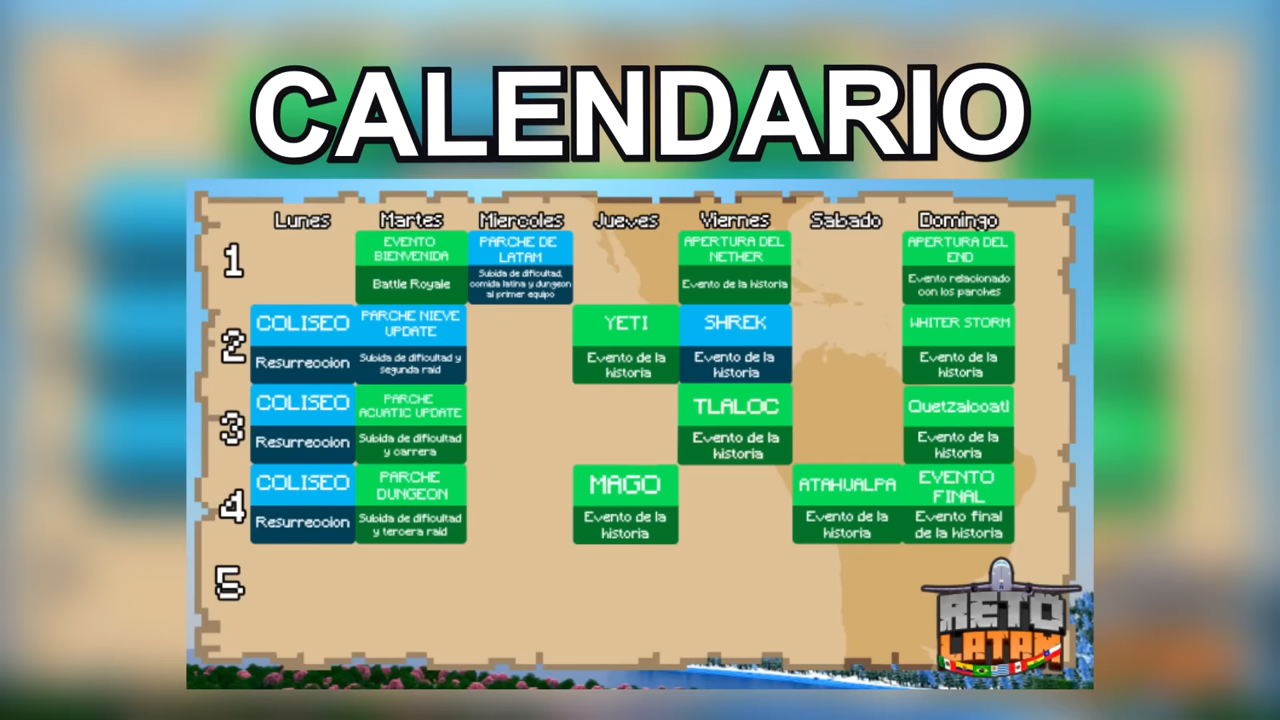 CALENDARIO
Lunes Martes Miercoles Jueves Viernes Sabado Domingo
1
EVENTO
BIENVENIDA
Battle Royale
PARCHE DE
LATAM
Subida de dificultad,
comida latina y dungeon
al primer equipo
APERTURA DEL
NETHER
Evento de la historia
APERTURA DEL
END
Evento relacionado
con los parches
2
COLISEO
Resurreccion
PARCHE NIEVE
UPDATE
Subida de dificultad y
segunda raid
YETI
Evento de la
historia
SHREK
Evento de la
historia
WHITER STORM
Evento de la
historia
3
COLISEO
Resurreccion
PARCHE
ACUATIC UPDATE
Subida de dificultad
y carrera
TLALOC
Evento de la
historia
Quetzalcoatl
Evento de la
historia
4
COLISEO
Resurreccion
PARCHE
DUNGEON
Subida de dificultad
y tercera raid
MAGO
Evento de la
historia
ATAHUALPA
Evento de la
historia
EVENTO
FINAL
Evento final
de la historia
5
RETO
LATAM